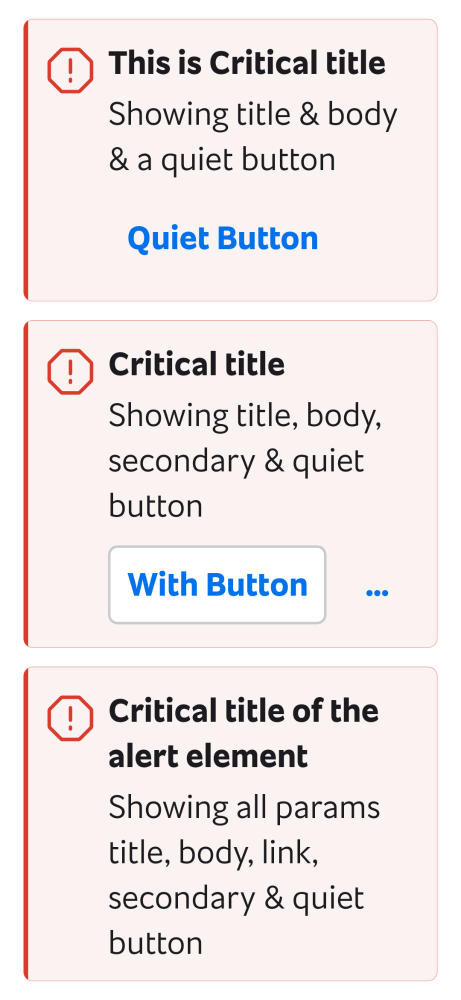 This is Critical title
Showing title & body
& a quiet button
Quiet Button
Critical title
Showing title, body,
secondary & quiet
button
With Button
...
Critical title of the
alert element
Showing all params
title, body, link,
secondary & quiet
button